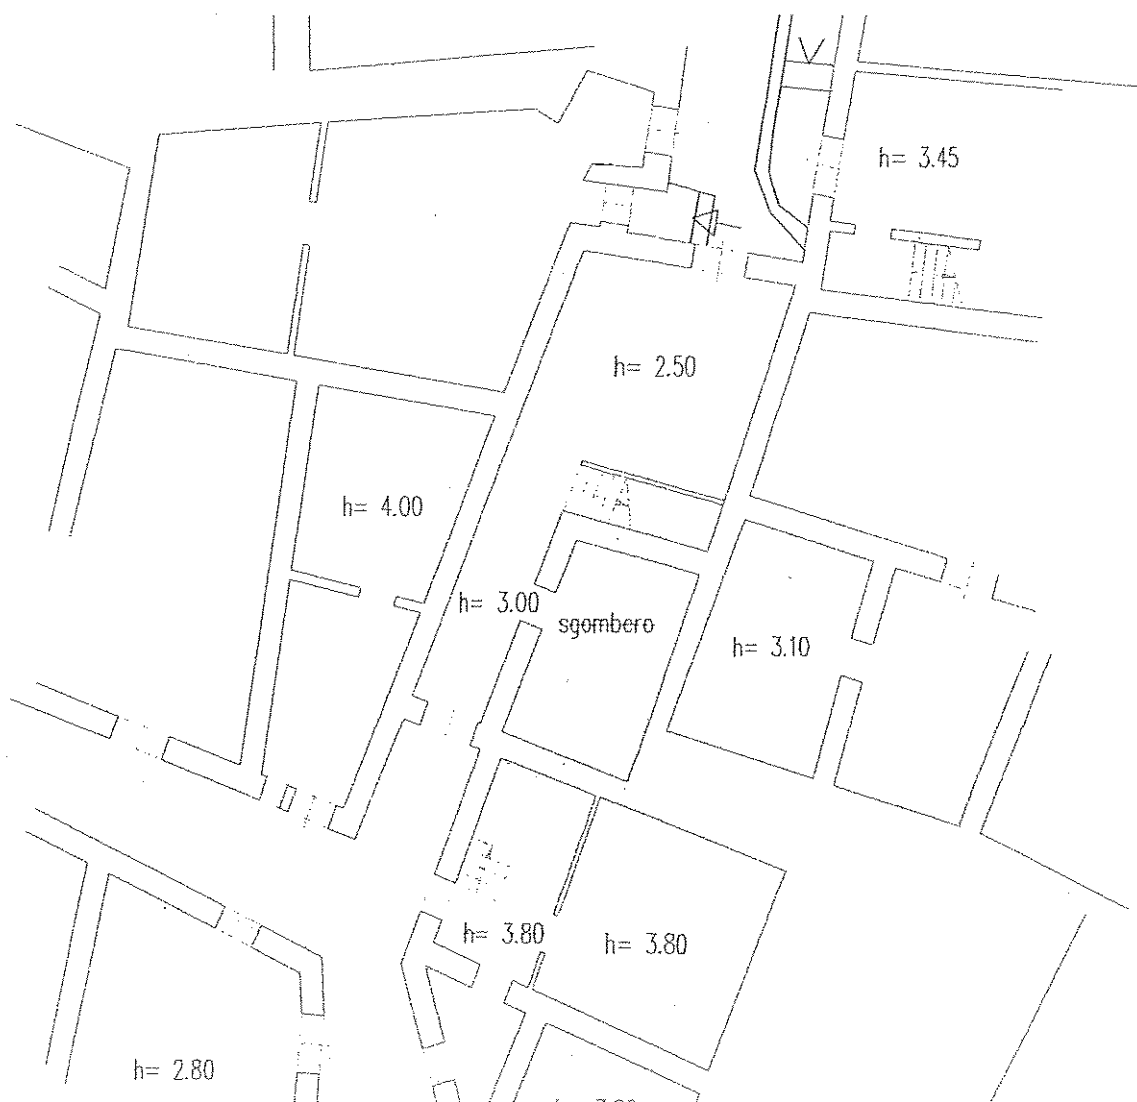 h= 3.45
h= 2.50
h= 4.00
h= 3.00
sgombero
h= 3.10
h= 3.80
h= 3.80
h= 2.80